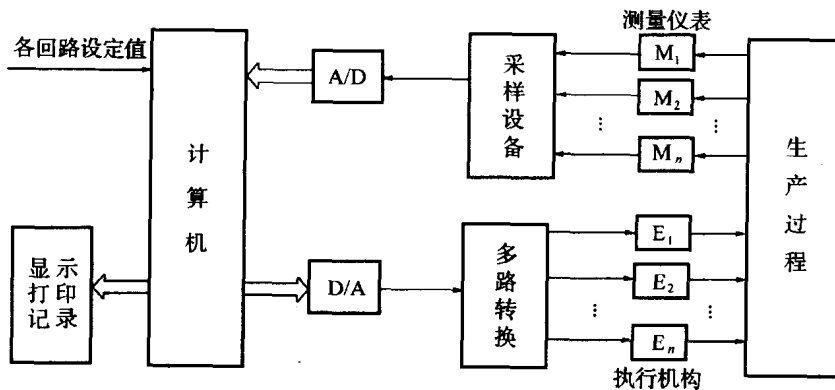 各回路设定值
计算机
显示
打印
记录
A/D
D/A
采样设备
多路转换
测量仪表
M₁
M₂
⋮
⋮
Mₙ
E₁
E₂
⋮
⋮
Eₙ
执行机构
生产过程